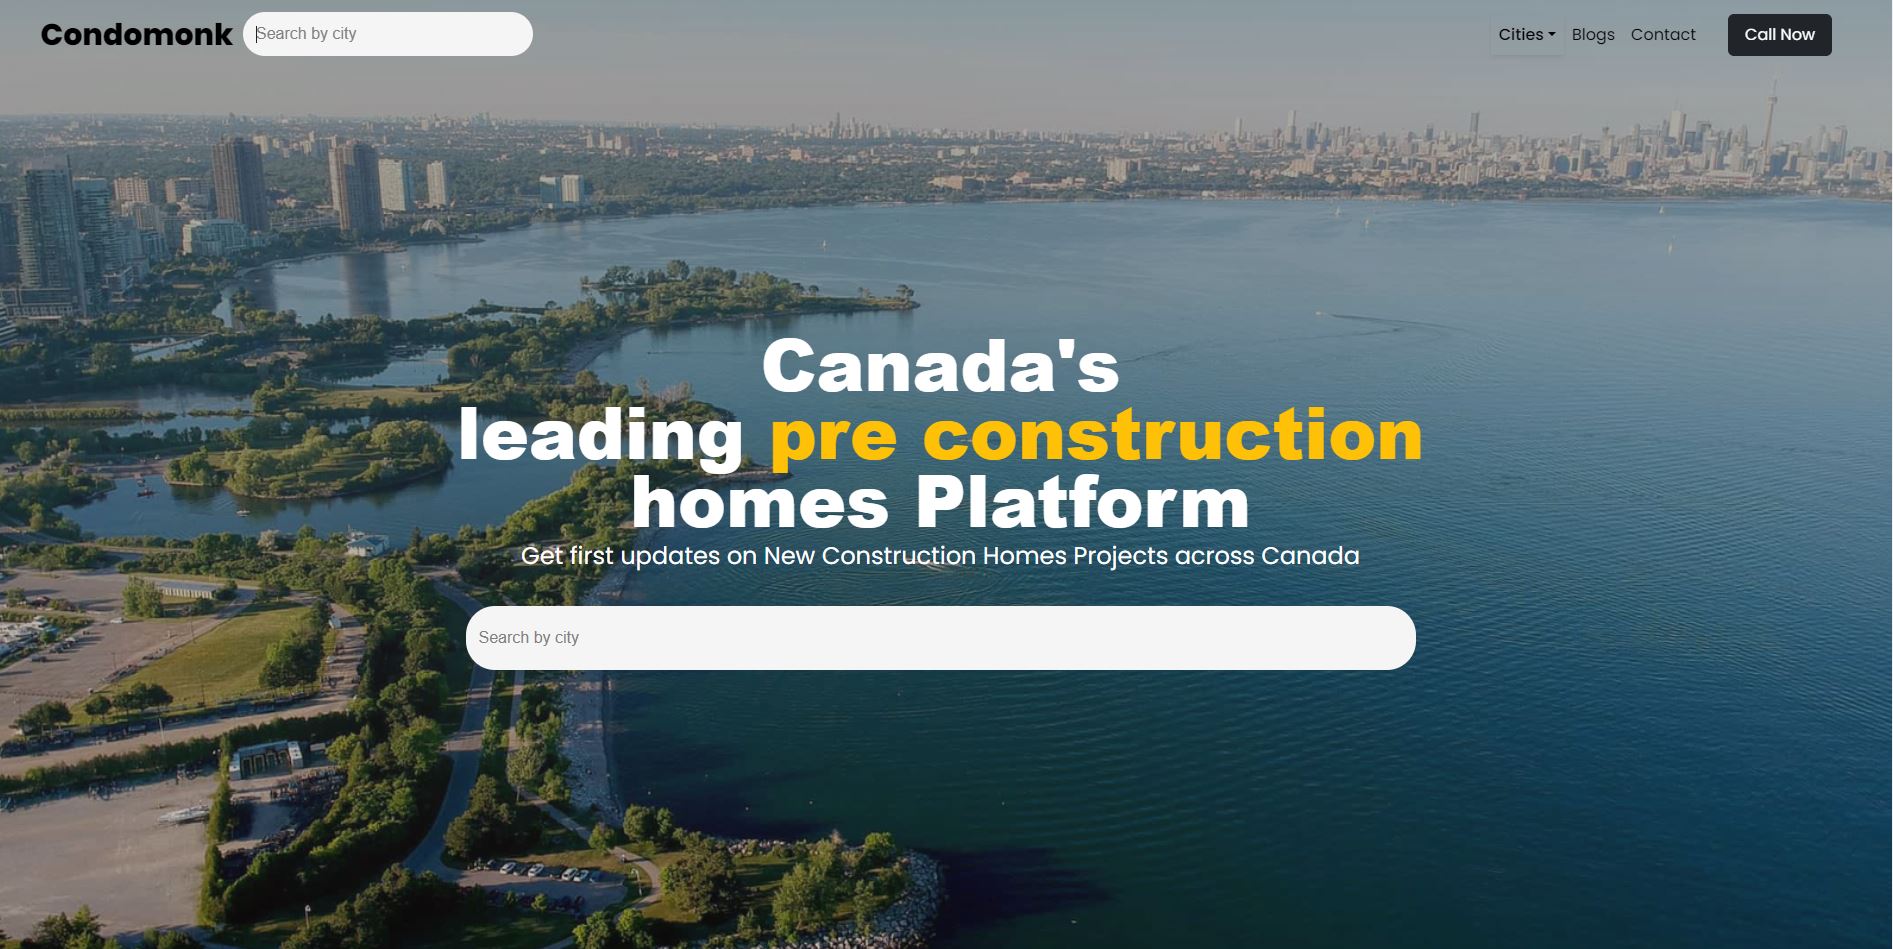 Condomonk
Search by city
Cities
Blogs
Contact
Call Now
Canada's
leading pre construction
homes Platform
Get first updates on New Construction Homes Projects across Canada
Search by city